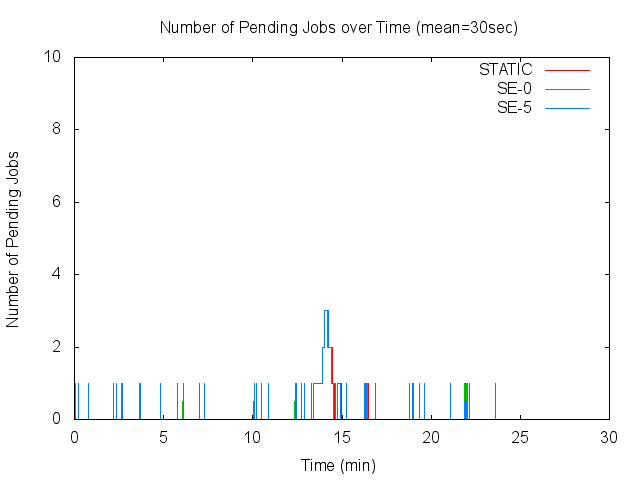 Number of Pending Jobs over Time (mean=30sec)
10
8
6
4
2
0
Number of Pending Jobs
STATIC
SE-0
SE-5
0 5 10 15 20 25 30
Time (min)